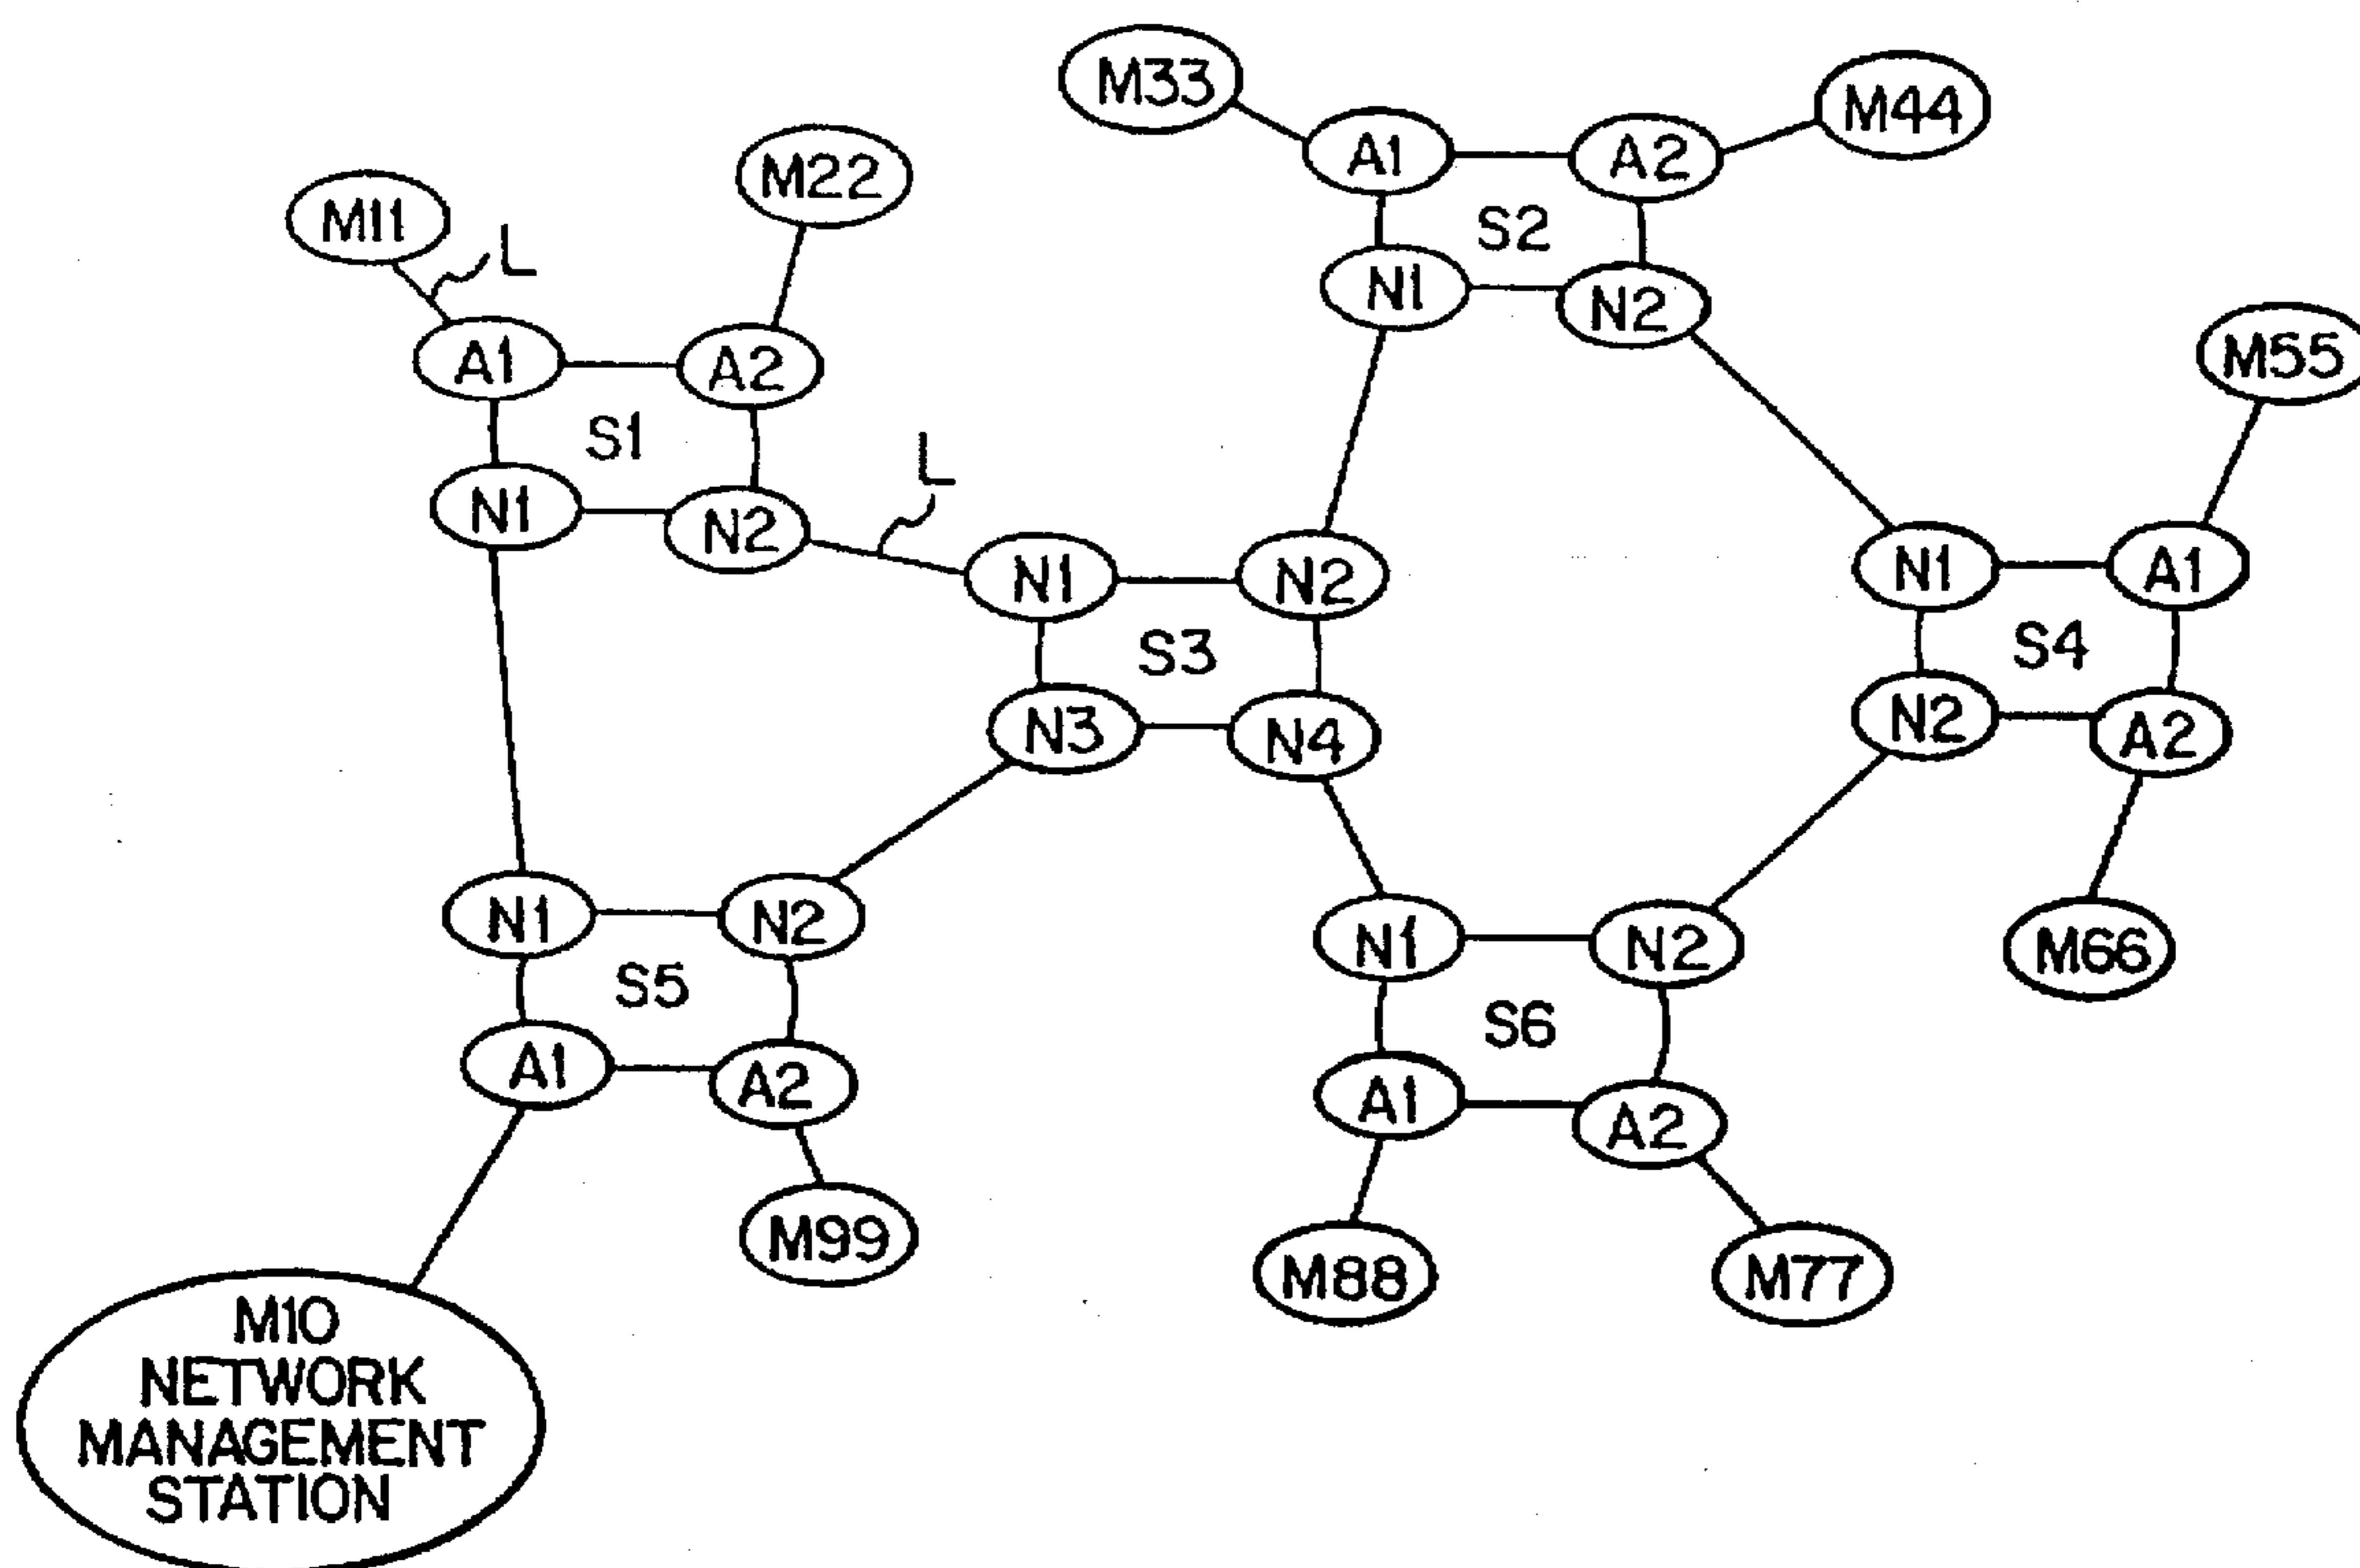 M33
M44
A1
A2
M22
M11
S2
L
N1
N2
M55
A1
A2
S1
L
N1
N2
N1
N2
N1
A1
S3
S4
N3
N4
N2
A2
N1
N2
N1
N2
M66
S5
S6
A1
A2
A1
A2
M99
M88
M77
M10
NETWORK
MANAGEMENT
STATION